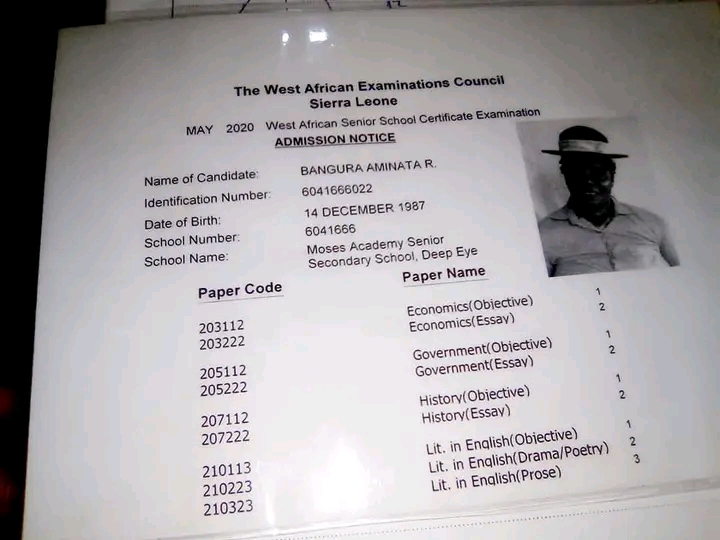 The West African Examinations Council
Sierra Leone
MAY 2020 West African Senior School Certificate Examination
ADMISSION NOTICE
Name of Candidate: BANGURA AMINATA R.
Identification Number: 6041666022
Date of Birth: 14 DECEMBER 1987
School Number: 6041666
School Name: Moses Academy Senior
Secondary School, Deep Eye
Paper Code Paper Name
203112 Economics(Objective) 1
203222 Economics(Essay) 2
205112 Government(Objective) 1
205222 Government(Essay) 2
207112 History(Objective) 1
207222 History(Essay) 2
210113 Lit. in English(Objective) 1
210223 Lit. in English(Drama/Poetry) 2
210323 Lit. in English(Prose) 3